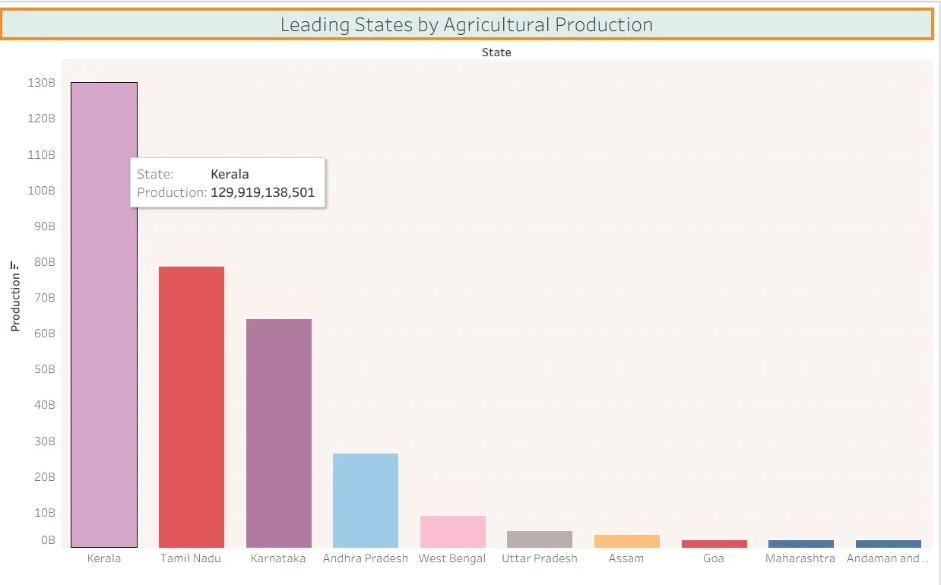 Leading States by Agricultural Production
State
130B
120B
110B
100B
90B
80B
70B
60B
50B
40B
30B
20B
10B
0B
Production
State: Kerala
Production: 129,919,138,501
Kerala Tamil Nadu Karnataka Andhra Pradesh West Bengal Uttar Pradesh Assam Goa Maharashtra Andaman and ..